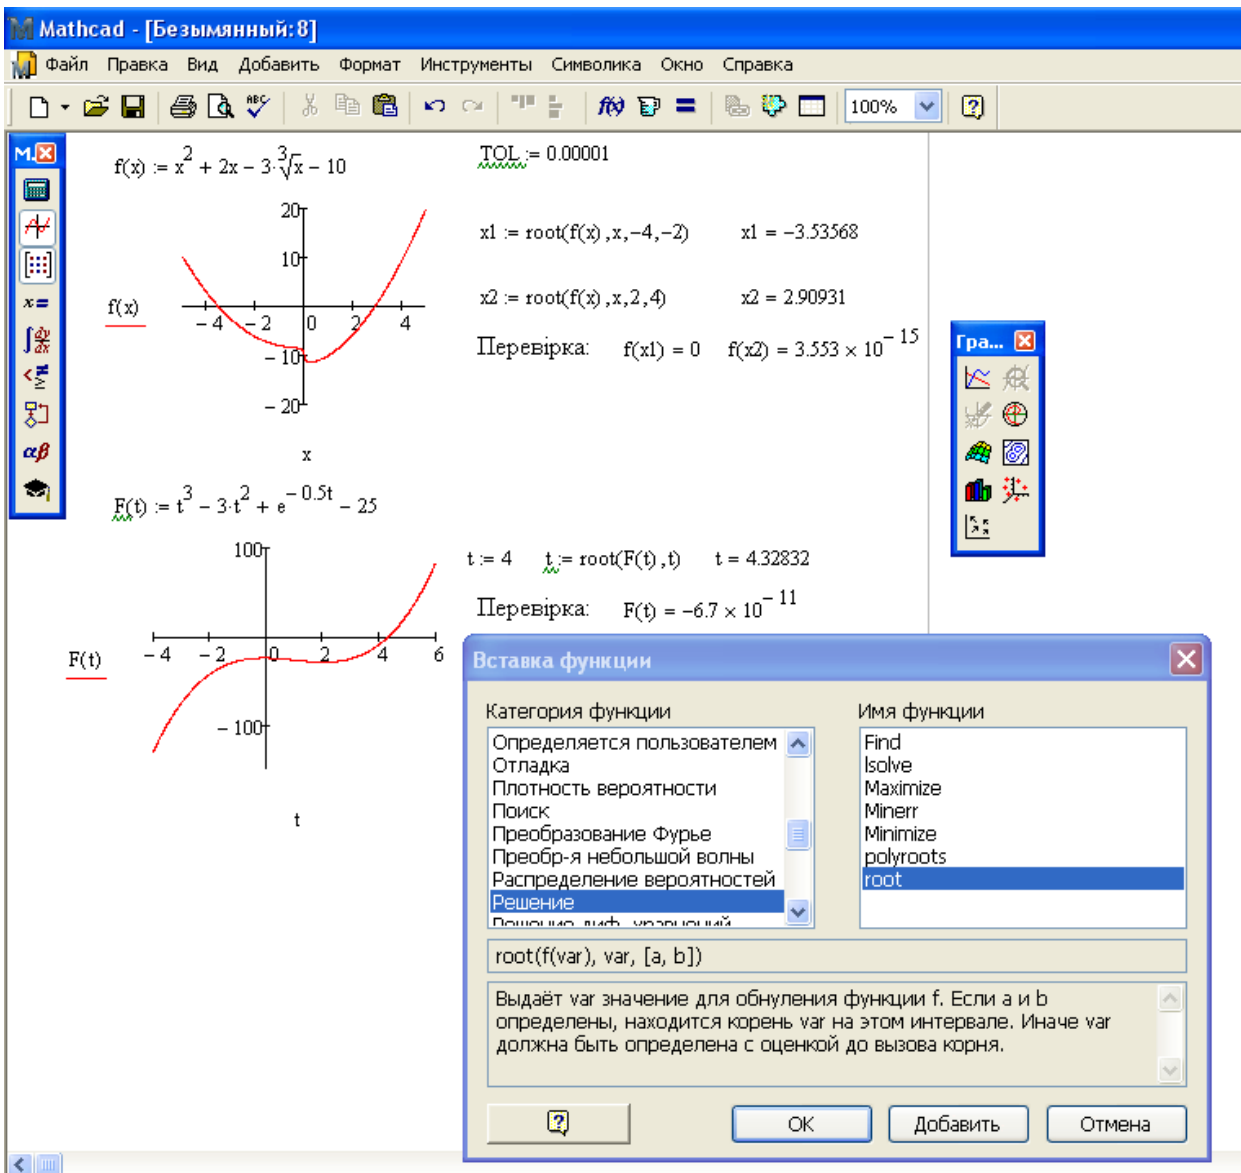 Mathcad - [Безымянный:8]
Файл Правка Вид Добавить Формат Инструменты Символика Окно Справка
100%
М...
f(x) := x^2 + 2x − 3·∛x − 10
TOL := 0.00001
20
10
− 4 − 2 0 2 4
− 10
− 20
f(x)
x
x1 := root(f(x),x,−4,−2) x1 = −3.53568
x2 := root(f(x),x,2,4) x2 = 2.90931
Перевірка: f(x1) = 0 f(x2) = 3.553 × 10^− 15
Гра...
F(t) := t^3 − 3·t^2 + e^− 0.5t − 25
100
− 4 − 2 0 2 4 6
− 100
F(t)
t
t := 4 t := root(F(t),t) t = 4.32832
Перевірка: F(t) = −6.7 × 10^− 11
Вставка функции
Категория функции
Определяется пользователем
Отладка
Плотность вероятности
Поиск
Преобразование Фурье
Преобр-я небольшой волны
Распределение вероятностей
Решение
Решение диф. уравнений
Имя функции
Find
lsolve
Maximize
Minerr
Minimize
polyroots
root
root(f(var), var, [a, b])
Выдаёт var значение для обнуления функции f. Если a и b
определены, находится корень var на этом интервале. Иначе var
должна быть определена с оценкой до вызова корня.
OK Добавить Отмена